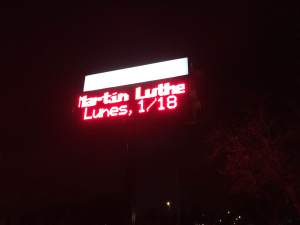 Martin Luthe
Lunes, 1/18